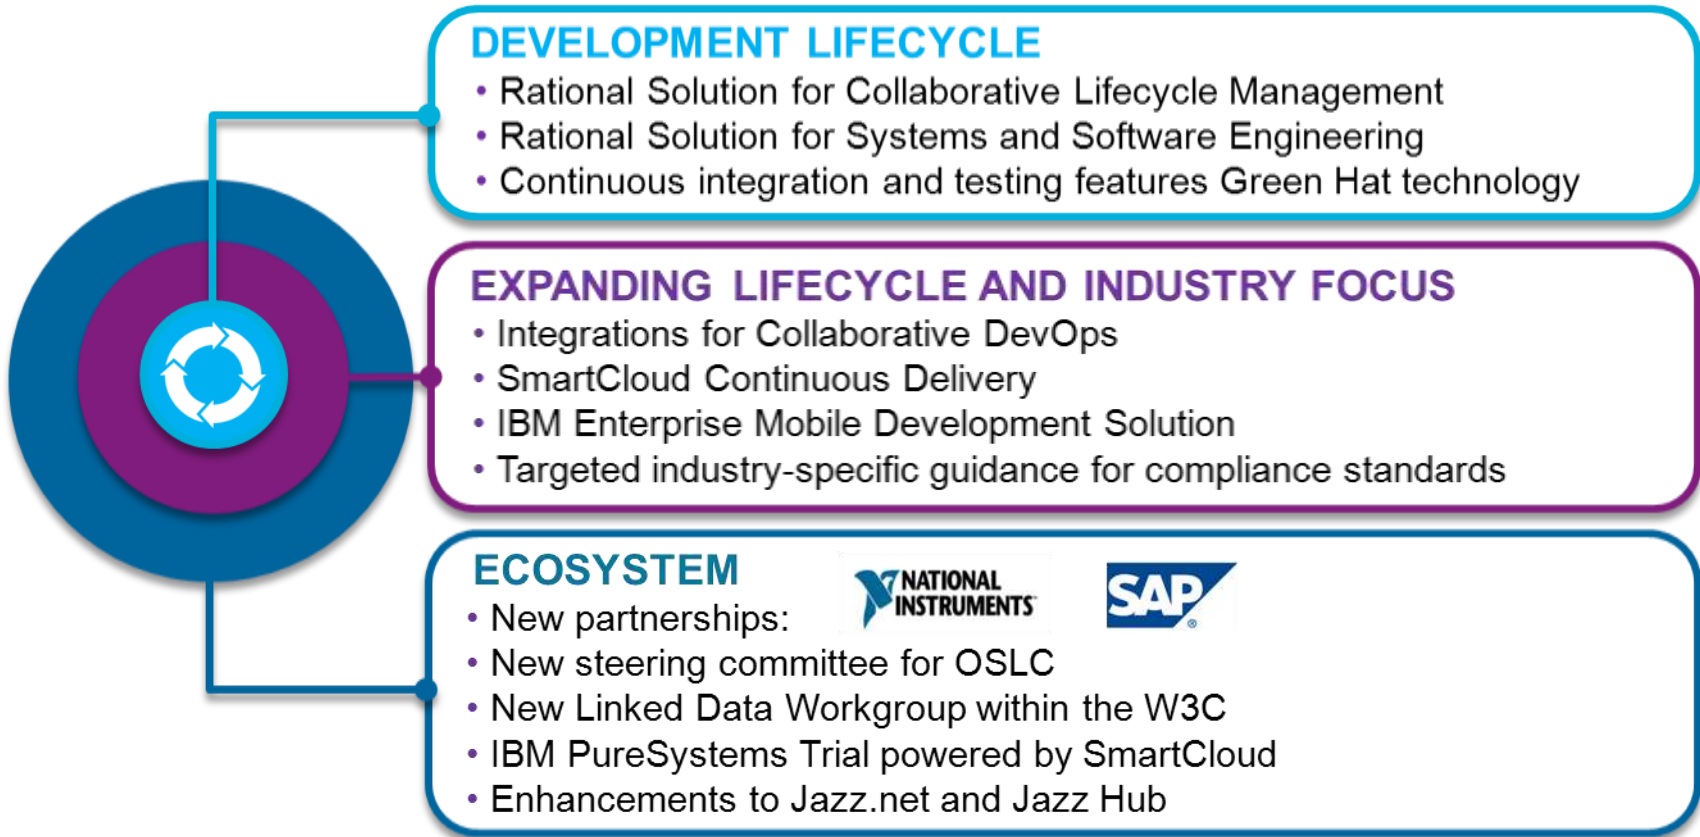 DEVELOPMENT LIFECYCLE
• Rational Solution for Collaborative Lifecycle Management
• Rational Solution for Systems and Software Engineering
• Continuous integration and testing features Green Hat technology
EXPANDING LIFECYCLE AND INDUSTRY FOCUS
• Integrations for Collaborative DevOps
• SmartCloud Continuous Delivery
• IBM Enterprise Mobile Development Solution
• Targeted industry-specific guidance for compliance standards
ECOSYSTEM
NATIONAL
INSTRUMENTS
SAP®
• New partnerships:
• New steering committee for OSLC
• New Linked Data Workgroup within the W3C
• IBM PureSystems Trial powered by SmartCloud
• Enhancements to Jazz.net and Jazz Hub